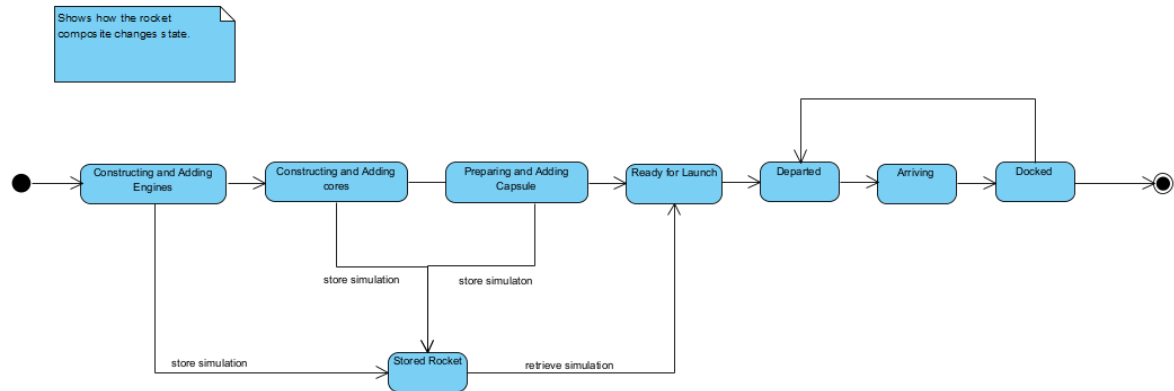 Shows how the rocket
composite changes state.
Constructing and Adding
Engines
Constructing and Adding
cores
Preparing and Adding
Capsule
Ready for Launch
Departed
Arriving
Docked
store simulation
store simulaton
store simulation
Stored Rocket
retrieve simulation